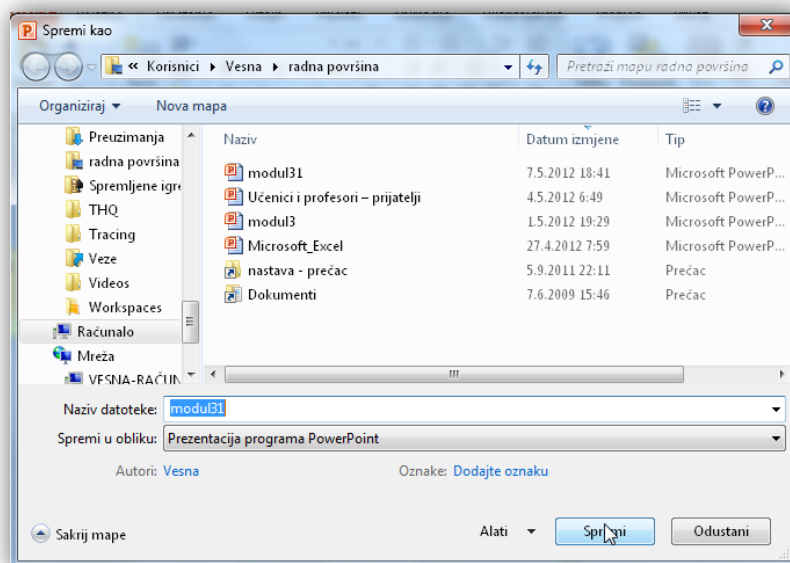 Spremi kao
« Korisnici ▸ Vesna ▸ radna površina
Pretraži mapu radna površina
Organiziraj
Nova mapa
Preuzimanja
radna površina
Spremljene igre
THQ
Tracing
Veze
Videos
Workspaces
Računalo
Mreža
VESNA-RAČUN
Naziv Datum izmjene Tip
modul31 7.5.2012 18:41 Microsoft PowerP...
Učenici i profesori – prijatelji 4.5.2012 6:49 Microsoft PowerP...
modul3 1.5.2012 19:29 Microsoft PowerP...
Microsoft_Excel 27.4.2012 7:59 Microsoft PowerP...
nastava - prečac 5.9.2011 22:11 Prečac
Dokumenti 7.6.2009 15:46 Prečac
Naziv datoteke: modul31
Spremi u obliku: Prezentacija programa PowerPoint
Autori: Vesna Oznake: Dodajte oznaku
Sakrij mape Alati Spremi Odustani